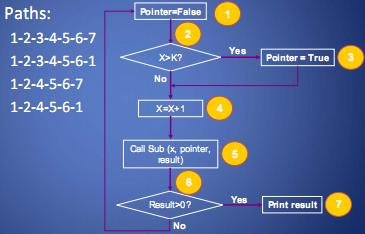 Paths:
1-2-3-4-5-6-7
1-2-3-4-5-6-1
1-2-4-5-6-7
1-2-4-5-6-1
Pointer=False
1
2
X>K?
Yes
Pointer = True
3
No
X=X+1
4
Call Sub (x, pointer,
result)
5
6
Result>0?
Yes
Print result
7
No